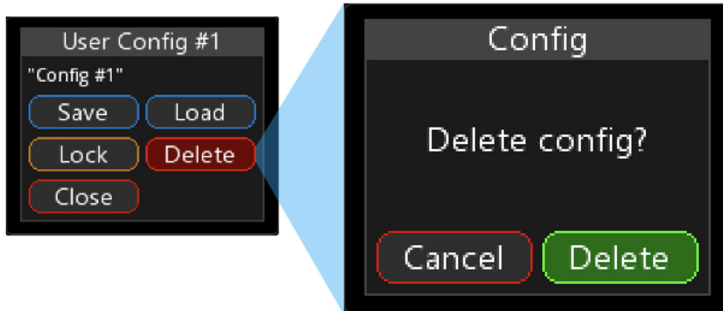 User Config #1
"Config #1"
Save Load
Lock Delete
Close
Config
Delete config?
Cancel Delete